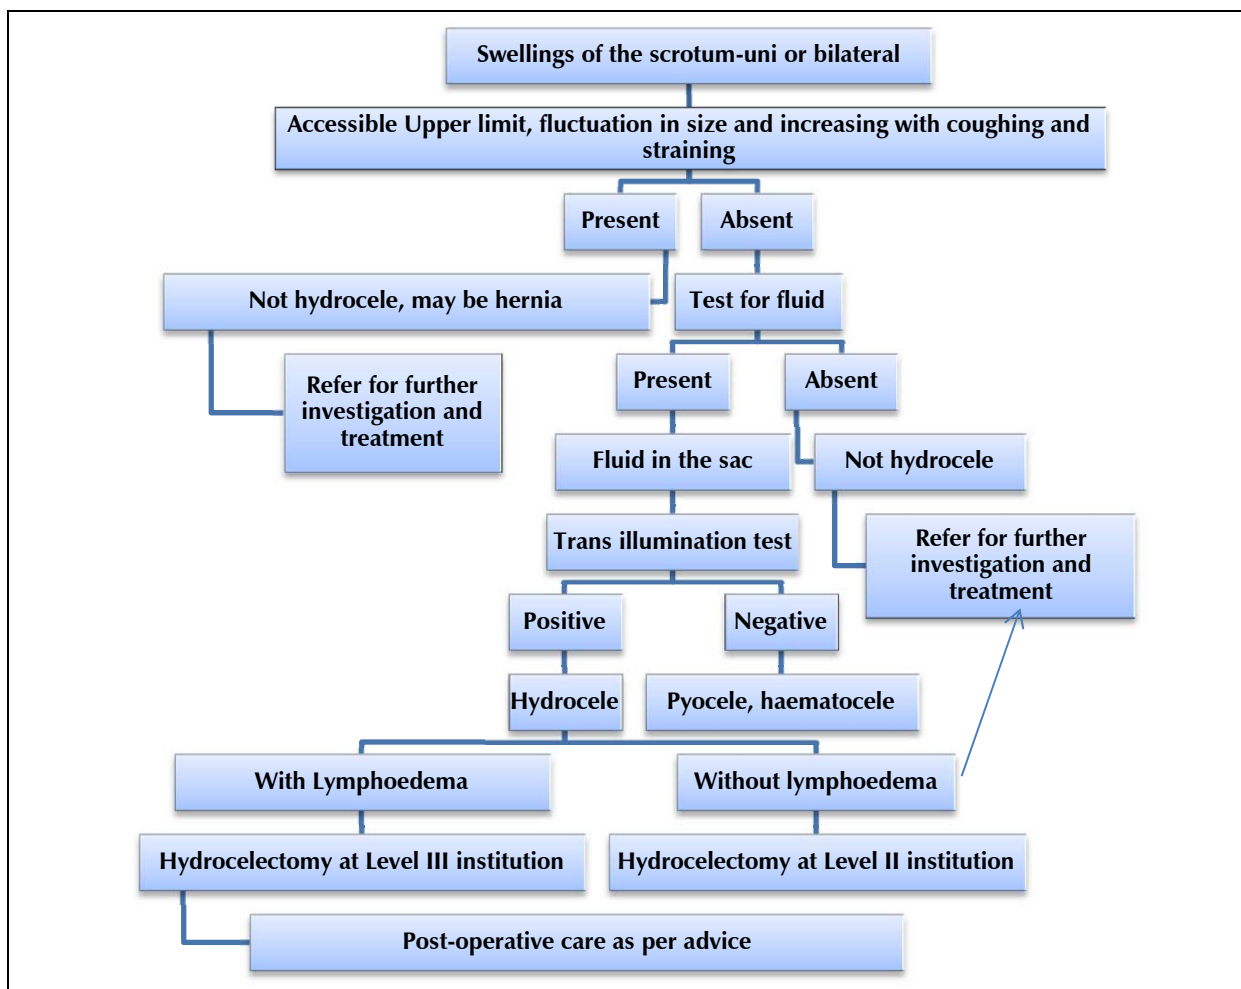 Swellings of the scrotum-uni or bilateral
Accessible Upper limit, fluctuation in size and increasing with coughing and
straining
Present
Absent
Not hydrocele, may be hernia
Test for fluid
Refer for further
investigation and
treatment
Present
Absent
Fluid in the sac
Not hydrocele
Trans illumination test
Refer for further
investigation and
treatment
Positive
Negative
Hydrocele
Pyocele, haematocele
With Lymphoedema
Without lymphoedema
Hydrocelectomy at Level III institution
Hydrocelectomy at Level II institution
Post-operative care as per advice